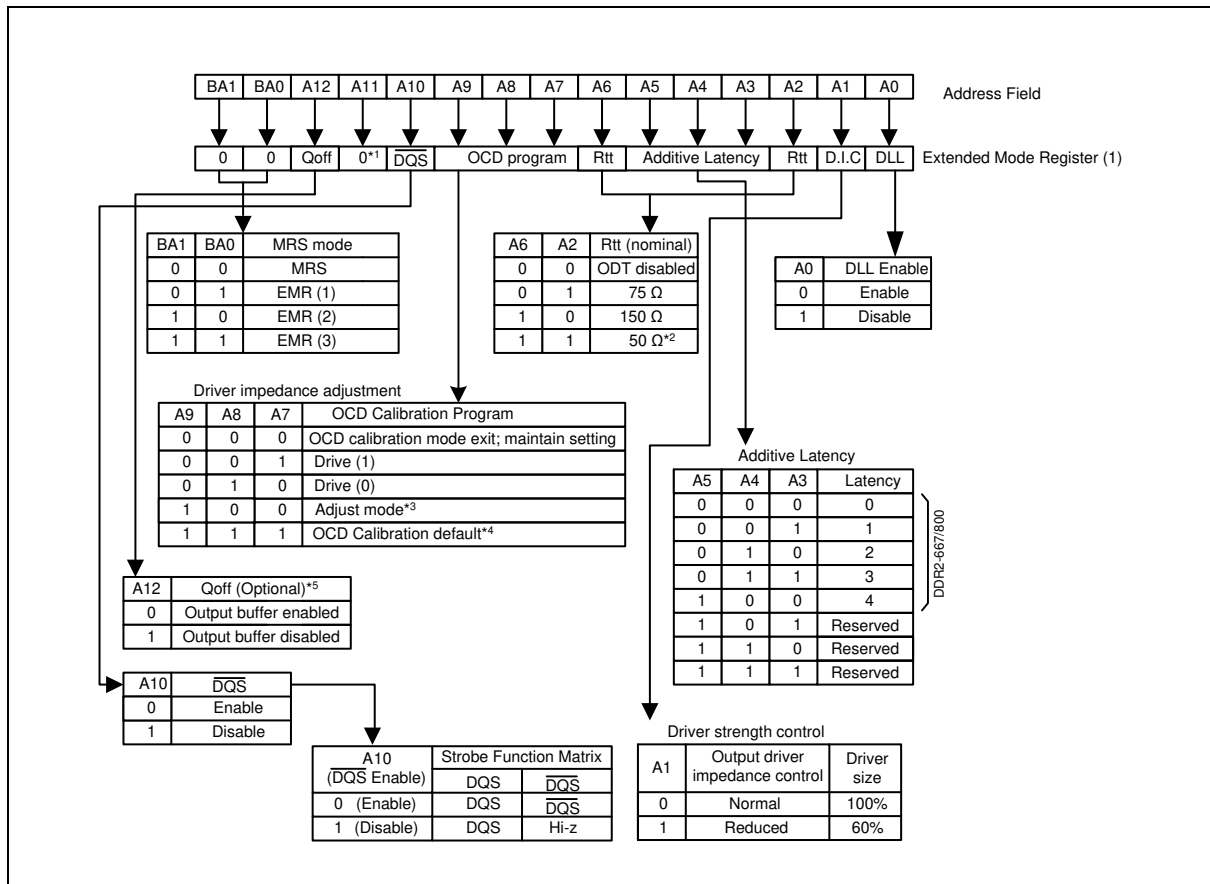 BA1 BA0 A12 A11 A10 A9 A8 A7 A6 A5 A4 A3 A2 A1 A0
Address Field
0 0 Qoff 0*1 D̅Q̅S̅ OCD program Rtt Additive Latency Rtt D.I.C DLL
Extended Mode Register (1)
BA1 BA0 MRS mode
0 0 MRS
0 1 EMR (1)
1 0 EMR (2)
1 1 EMR (3)
A6 A2 Rtt (nominal)
0 0 ODT disabled
0 1 75 Ω
1 0 150 Ω
1 1 50 Ω*2
A0 DLL Enable
0 Enable
1 Disable
Driver impedance adjustment
A9 A8 A7 OCD Calibration Program
0 0 0 OCD calibration mode exit; maintain setting
0 0 1 Drive (1)
0 1 0 Drive (0)
1 0 0 Adjust mode*3
1 1 1 OCD Calibration default*4
Additive Latency
A5 A4 A3 Latency
0 0 0 0
0 0 1 1
0 1 0 2
0 1 1 3
1 0 0 4
1 0 1 Reserved
1 1 0 Reserved
1 1 1 Reserved
DDR2-667/800
A12 Qoff (Optional)*5
0 Output buffer enabled
1 Output buffer disabled
A10 D̅Q̅S̅
0 Enable
1 Disable
A10
(D̅Q̅S̅ Enable)
Strobe Function Matrix
DQS D̅Q̅S̅
0 (Enable) DQS D̅Q̅S̅
1 (Disable) DQS Hi-z
Driver strength control
A1
Output driver
impedance control
Driver
size
0 Normal 100%
1 Reduced 60%